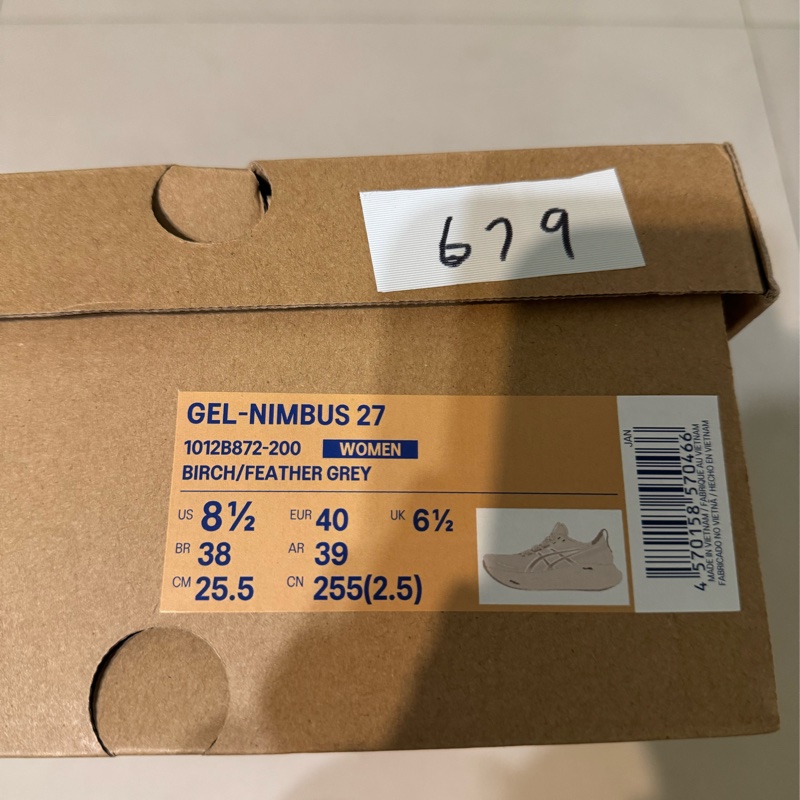 679
GEL-NIMBUS 27
1012B872-200 WOMEN
BIRCH/FEATHER GREY
US 8½ EUR 40 UK 6½
BR 38 AR 39
CM 25.5 CN 255(2.5)
JAN
4 570158 570466
MADE IN VIETNAM / FABRIQUÉ AU VIETNAM
FABRICADO NO VIETNÃ / HECHO EN VIETNAM